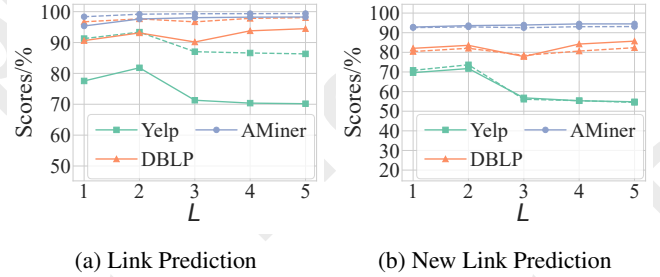 100
90
80
70
60
50
Scores/%
Yelp
AMiner
DBLP
1 2 3 4 5
L
(a) Link Prediction
100
90
80
70
60
50
40
30
20
Scores/%
Yelp
AMiner
DBLP
1 2 3 4 5
L
(b) New Link Prediction